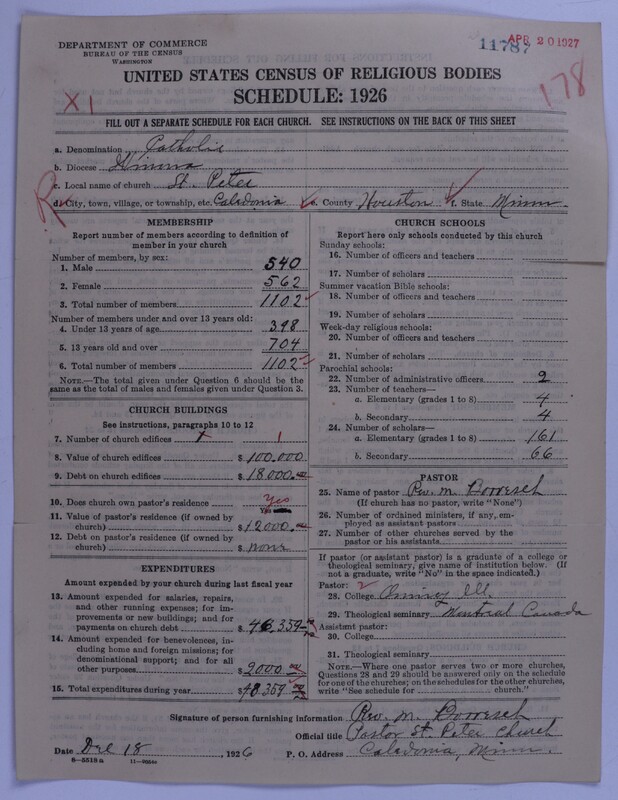 DEPARTMENT OF COMMERCE
BUREAU OF THE CENSUS
WASHINGTON
11787 APR 20 1927
UNITED STATES CENSUS OF RELIGIOUS BODIES
SCHEDULE: 1926
178
XI
FILL OUT A SEPARATE SCHEDULE FOR EACH CHURCH. SEE INSTRUCTIONS ON THE BACK OF THIS SHEET
a. Denomination Catholic
b. Diocese Winona
c. Local name of church St. Peter
d. City, town, village, or township, etc. Caledonia e. County Houston f. State Minn.
MEMBERSHIP
Report number of members according to definition of
member in your church
Number of members, by sex:
1. Male 540
2. Female 562
3. Total number of members 1102
Number of members under and over 13 years old:
4. Under 13 years of age 398
5. 13 years old and over 704
6. Total number of members 1102
NOTE.—The total given under Question 6 should be the
same as the total of males and females given under Question 3.
CHURCH BUILDINGS
See instructions, paragraphs 10 to 12
7. Number of church edifices 1
8. Value of church edifices $100.000
9. Debt on church edifices $18000.
10. Does church own pastor's residence Yes
11. Value of pastor's residence (if owned by
church) $12000.
12. Debt on pastor's residence (if owned by
church) $ none
EXPENDITURES
Amount expended by your church during last fiscal year
13. Amount expended for salaries, repairs,
and other running expenses; for im-
provements or new building; and for
payments on church debt $46.359
14. Amount expended for benevolences, in-
cluding home and foreign missions; for
denominational support; and for all
other purposes $2000
15. Total expenditures during year $48.359
CHURCH SCHOOLS
Report here only schools conducted by this church
Sunday schools:
16. Number of officers and teachers
17. Number of scholars
Summer vacation Bible schools:
18. Number of officers and teachers
19. Number of scholars
Week-day religious schools:
20. Number of officers and teachers
21. Number of scholars
Parochial schools:
22. Number of administrative officers 2
23. Number of teachers—
a. Elementary (grades 1 to 8) 4
b. Secondary 4
24. Number of scholars—
a. Elementary (grades 1 to 8) 161
b. Secondary 66
PASTOR
25. Name of pastor Rev. M. Borresch
(If church has no pastor, write "None")
26. Number of ordained ministers, if any, em-
ployed as assistant pastors
27. Number of other churches served by the
pastor or his assistants
If pastor (or assistant pastor) is a graduate of a college or
theological seminary, give name of institution below. (If
not a graduate, write "No" in the space indicated.)
Pastor: 2
28. College Quincy Ill.
29. Theological seminary Montreal Canada
Assistant pastor:
30. College
31. Theological seminary
NOTE.—Where one pastor serves two or more churches,
Questions 28 and 29 should be answered only on the schedule
for one of the churches; on the schedules for the other churches,
write "See schedule for church."
Signature of person furnishing information Rev. M. Borresch
Official title Pastor St. Peter Church
Date Dec 18, 1926 P. O. Address Caledonia, Minn.
8-5518 a